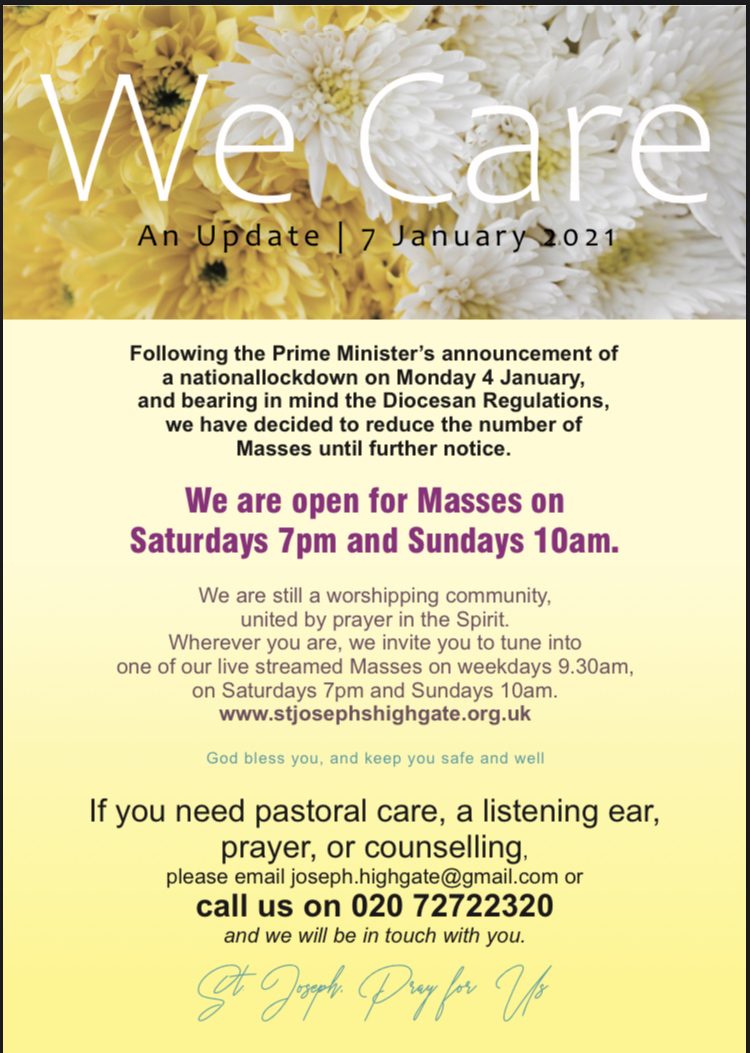 We Care
An Update | 7 January 2021
Following the Prime Minister’s announcement of
a nationallockdown on Monday 4 January,
and bearing in mind the Diocesan Regulations,
we have decided to reduce the number of
Masses until further notice.
We are open for Masses on
Saturdays 7pm and Sundays 10am.
We are still a worshipping community,
united by prayer in the Spirit.
Wherever you are, we invite you to tune into
one of our live streamed Masses on weekdays 9.30am,
on Saturdays 7pm and Sundays 10am.
www.stjosephshighgate.org.uk
God bless you, and keep you safe and well
If you need pastoral care, a listening ear,
prayer, or counselling,
please email joseph.highgate@gmail.com or
call us on 020 72722320
and we will be in touch with you.
St Joseph. Pray for Us